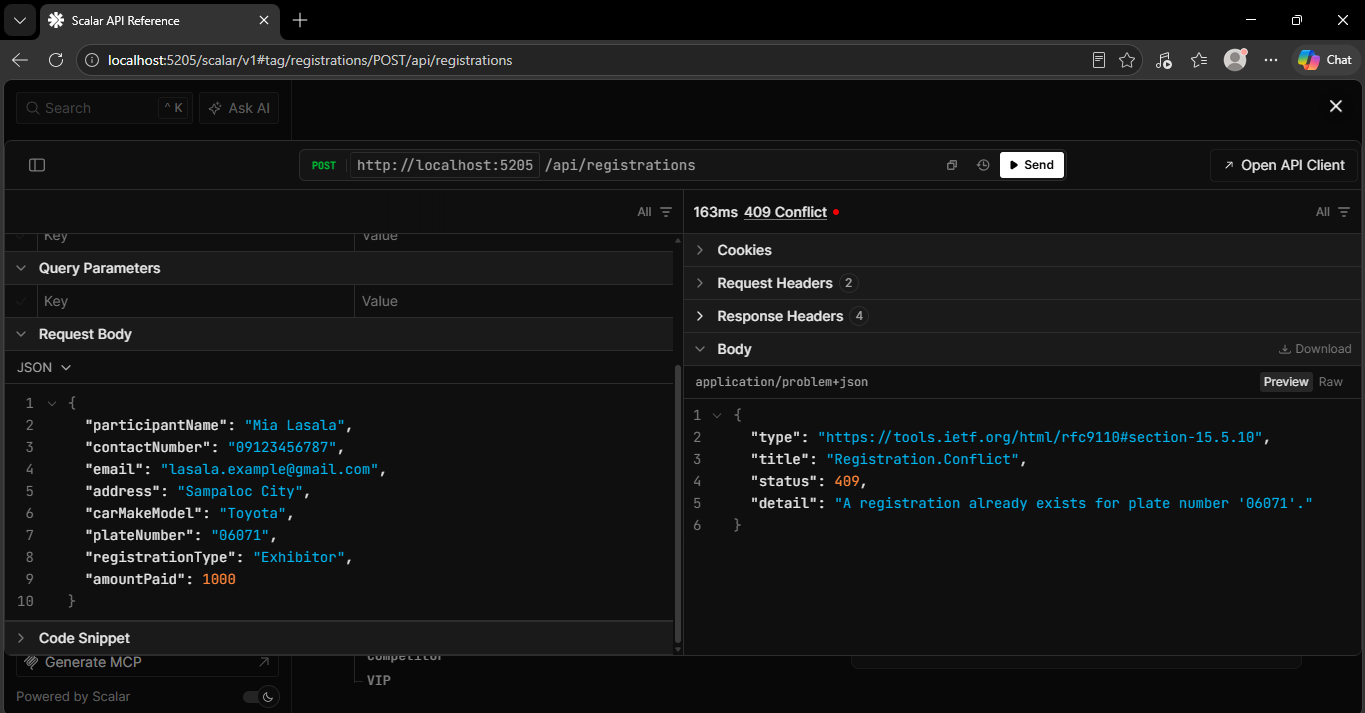 Scalar API Reference
localhost:5205/scalar/v1#tag/registrations/POST/api/registrations
Chat
Search
^ K
Ask AI
POST
http://localhost:5205
/api/registrations
Send
Open API Client
All
163ms 409 Conflict
All
Key
Value
Query Parameters
Key
Value
Request Body
JSON
1 {
2 "participantName": "Mia Lasala",
3 "contactNumber": "09123456787",
4 "email": "lasala.example@gmail.com",
5 "address": "Sampaloc City",
6 "carMakeModel": "Toyota",
7 "plateNumber": "06071",
8 "registrationType": "Exhibitor",
9 "amountPaid": 1000
10 }
Code Snippet
Cookies
Request Headers 2
Response Headers 4
Body
Download
application/problem+json
Preview
Raw
1 {
2 "type": "https://tools.ietf.org/html/rfc9110#section-15.5.10",
3 "title": "Registration.Conflict",
4 "status": 409,
5 "detail": "A registration already exists for plate number '06071'."
6 }
Generate MCP
Competitor
VIP
Powered by Scalar